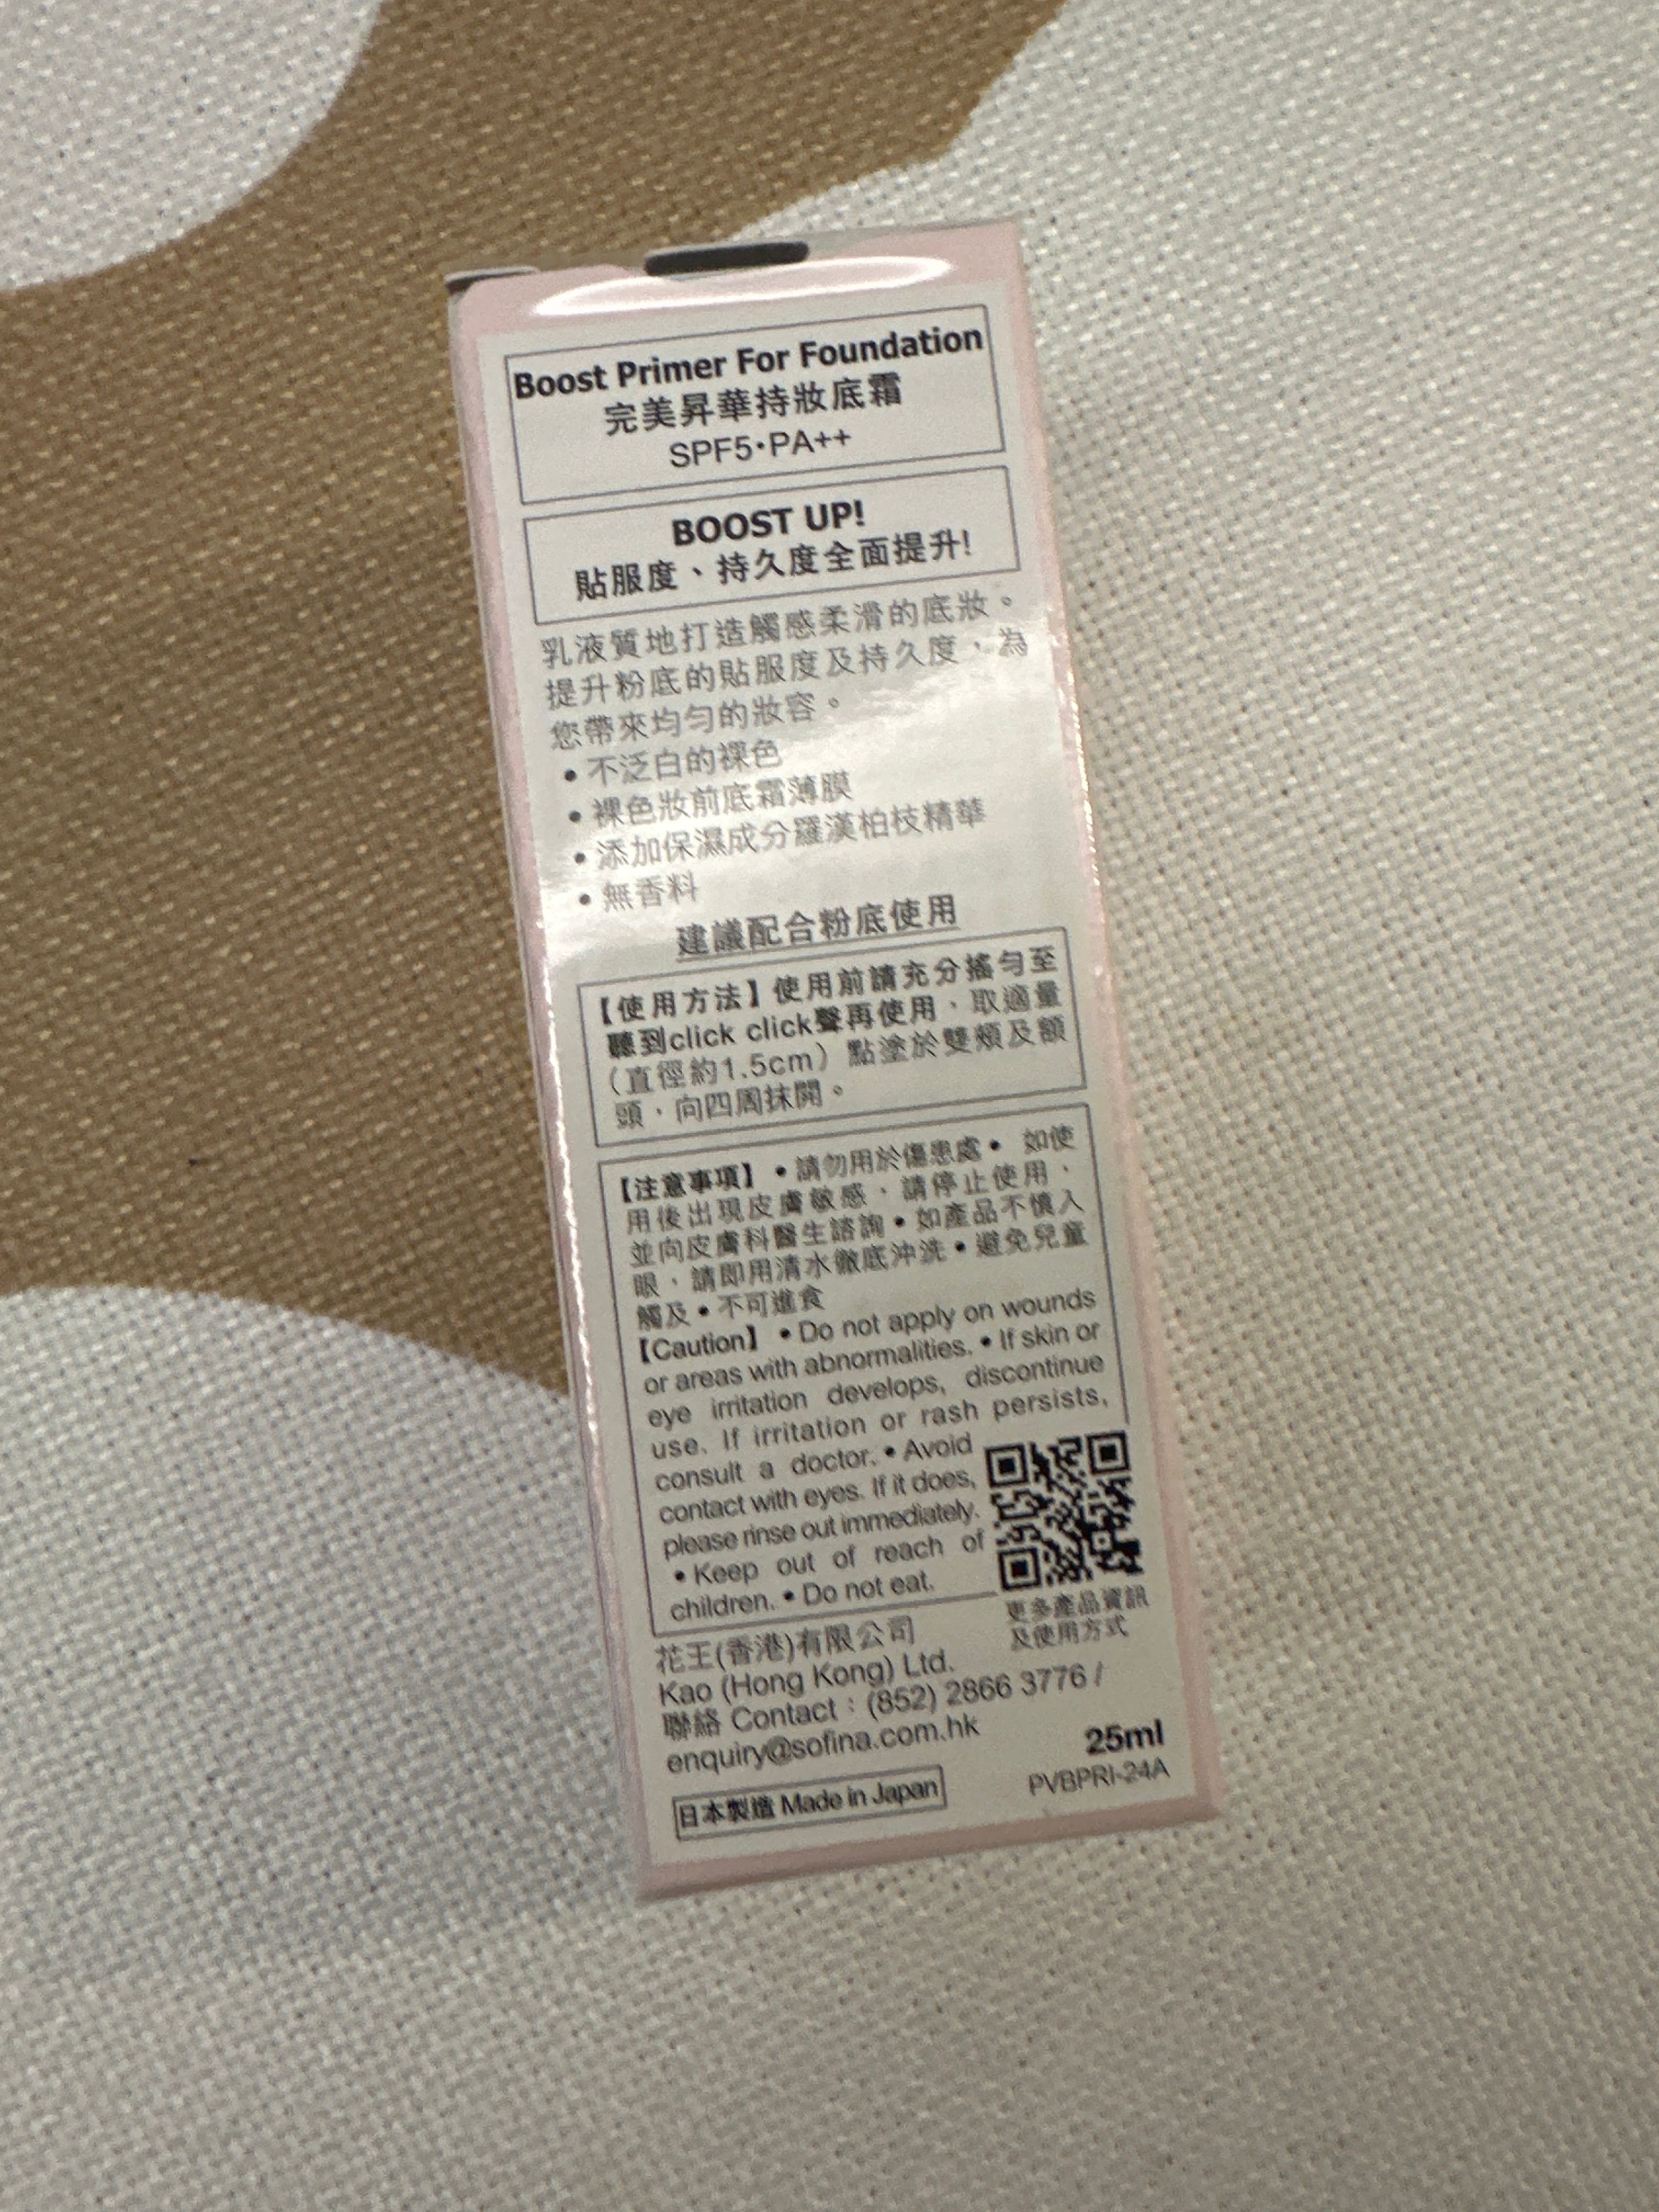 Boost Primer For Foundation
完美昇華持妝底霜
SPF5·PA++
BOOST UP!
貼服度、持久度全面提升!
乳液質地打造觸感柔滑的底妝。
提升粉底的貼服度及持久度，為
您帶來均勻的妝容。
• 不泛白的裸色
• 裸色妝前底霜薄膜
• 添加保濕成分羅漢柏枝精華
• 無香料
建議配合粉底使用
【使用方法】使用前請充分搖勻至
聽到click click聲再使用，取適量
（直徑約1.5cm）點塗於雙頰及額
頭，向四周抹開。
【注意事項】 • 請勿用於傷患處 • 如使
用後出現皮膚敏感，請停止使用，
並向皮膚科醫生諮詢 • 如產品不慎入
眼，請即用清水徹底沖洗 • 避免兒童
觸及 • 不可進食
【Caution】 • Do not apply on wounds
or areas with abnormalities. • If skin or
eye irritation develops, discontinue
use. If irritation or rash persists,
consult a doctor. • Avoid
contact with eyes. If it does,
please rinse out immediately.
• Keep out of reach of
children. • Do not eat.
更多產品資訊
及使用方式
花王(香港)有限公司
Kao (Hong Kong) Ltd.
聯絡 Contact：(852) 2866 3776 /
enquiry@sofina.com.hk
25ml
PVBPRI-24A
日本製造 Made in Japan